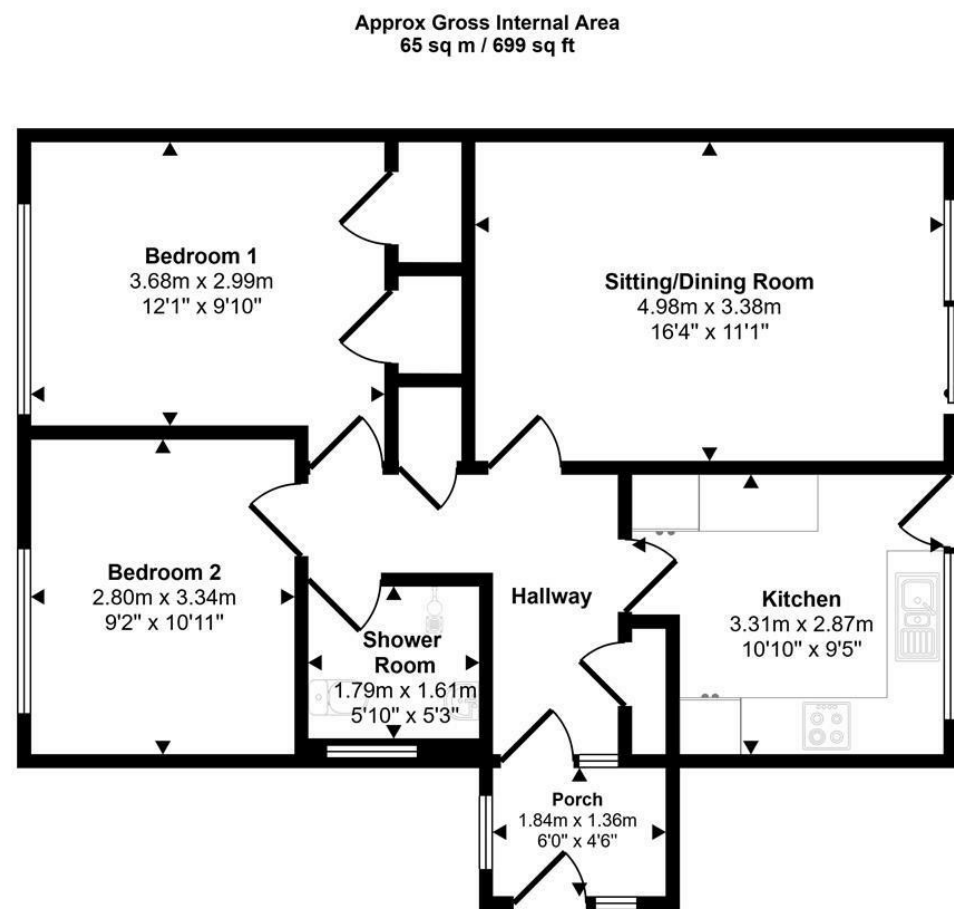 Approx Gross Internal Area
65 sq m / 699 sq ft
Bedroom 1
3.68m x 2.99m
12'1" x 9'10"
Sitting/Dining Room
4.98m x 3.38m
16'4" x 11'1"
Bedroom 2
2.80m x 3.34m
9'2" x 10'11"
Hallway
Kitchen
3.31m x 2.87m
10'10" x 9'5"
Shower
Room
1.79m x 1.61m
5'10" x 5'3"
Porch
1.84m x 1.36m
6'0" x 4'6"